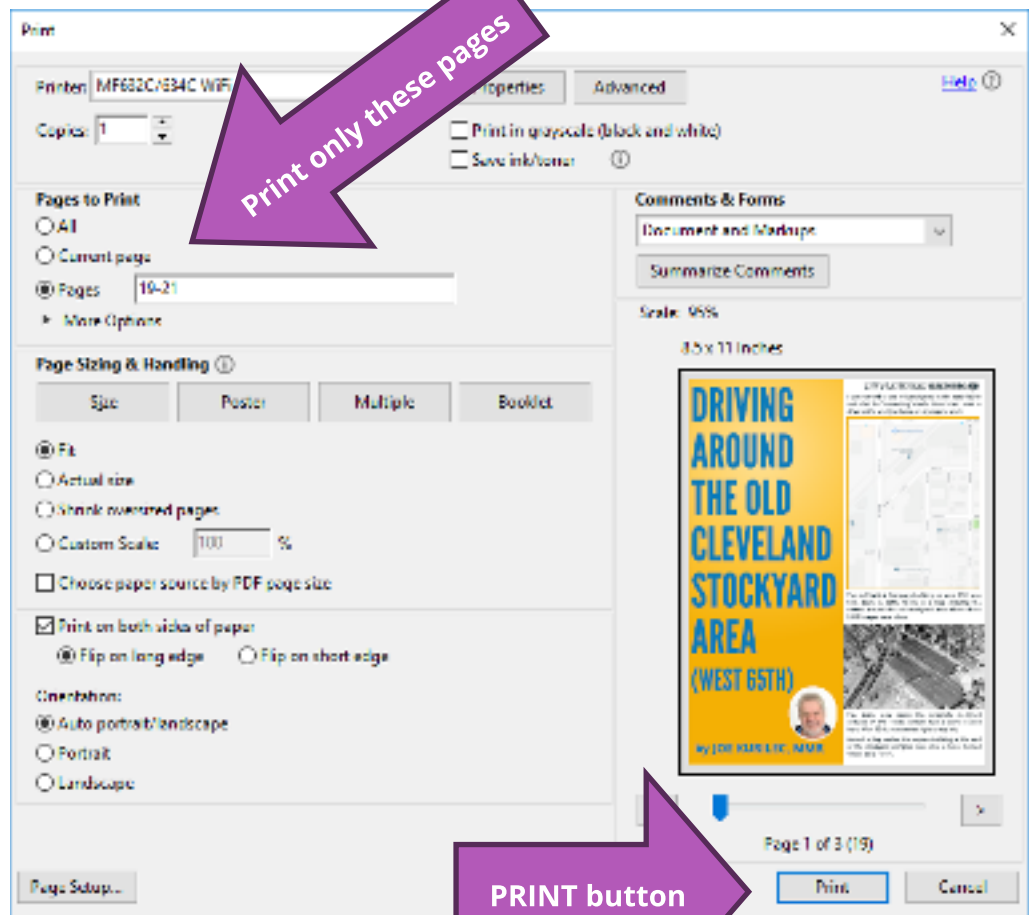 Print
Print only these pages
Printer: MF632C/634C WiFi
Properties
Advanced
Help
Copies: 1
Print in grayscale (black and white)
Save ink/toner
Pages to Print
All
Current page
Pages 19-21
More Options
Comments & Forms
Document and Markups
Summarize Comments
Scale: 95%
8.5 x 11 Inches
Page Sizing & Handling
Size
Poster
Multiple
Booklet
Fit
Actual size
Shrink oversized pages
Custom Scale: 100 %
Choose paper source by PDF page size
Print on both sides of paper
Flip on long edge
Flip on short edge
Orientation:
Auto portrait/landscape
Portrait
Landscape
DRIVING
AROUND
THE OLD
CLEVELAND
STOCKYARD
AREA
(WEST 65TH)
by JOE KUSILEC, MMR
>
Page 1 of 3 (19)
Page Setup...
PRINT button
Print
Cancel